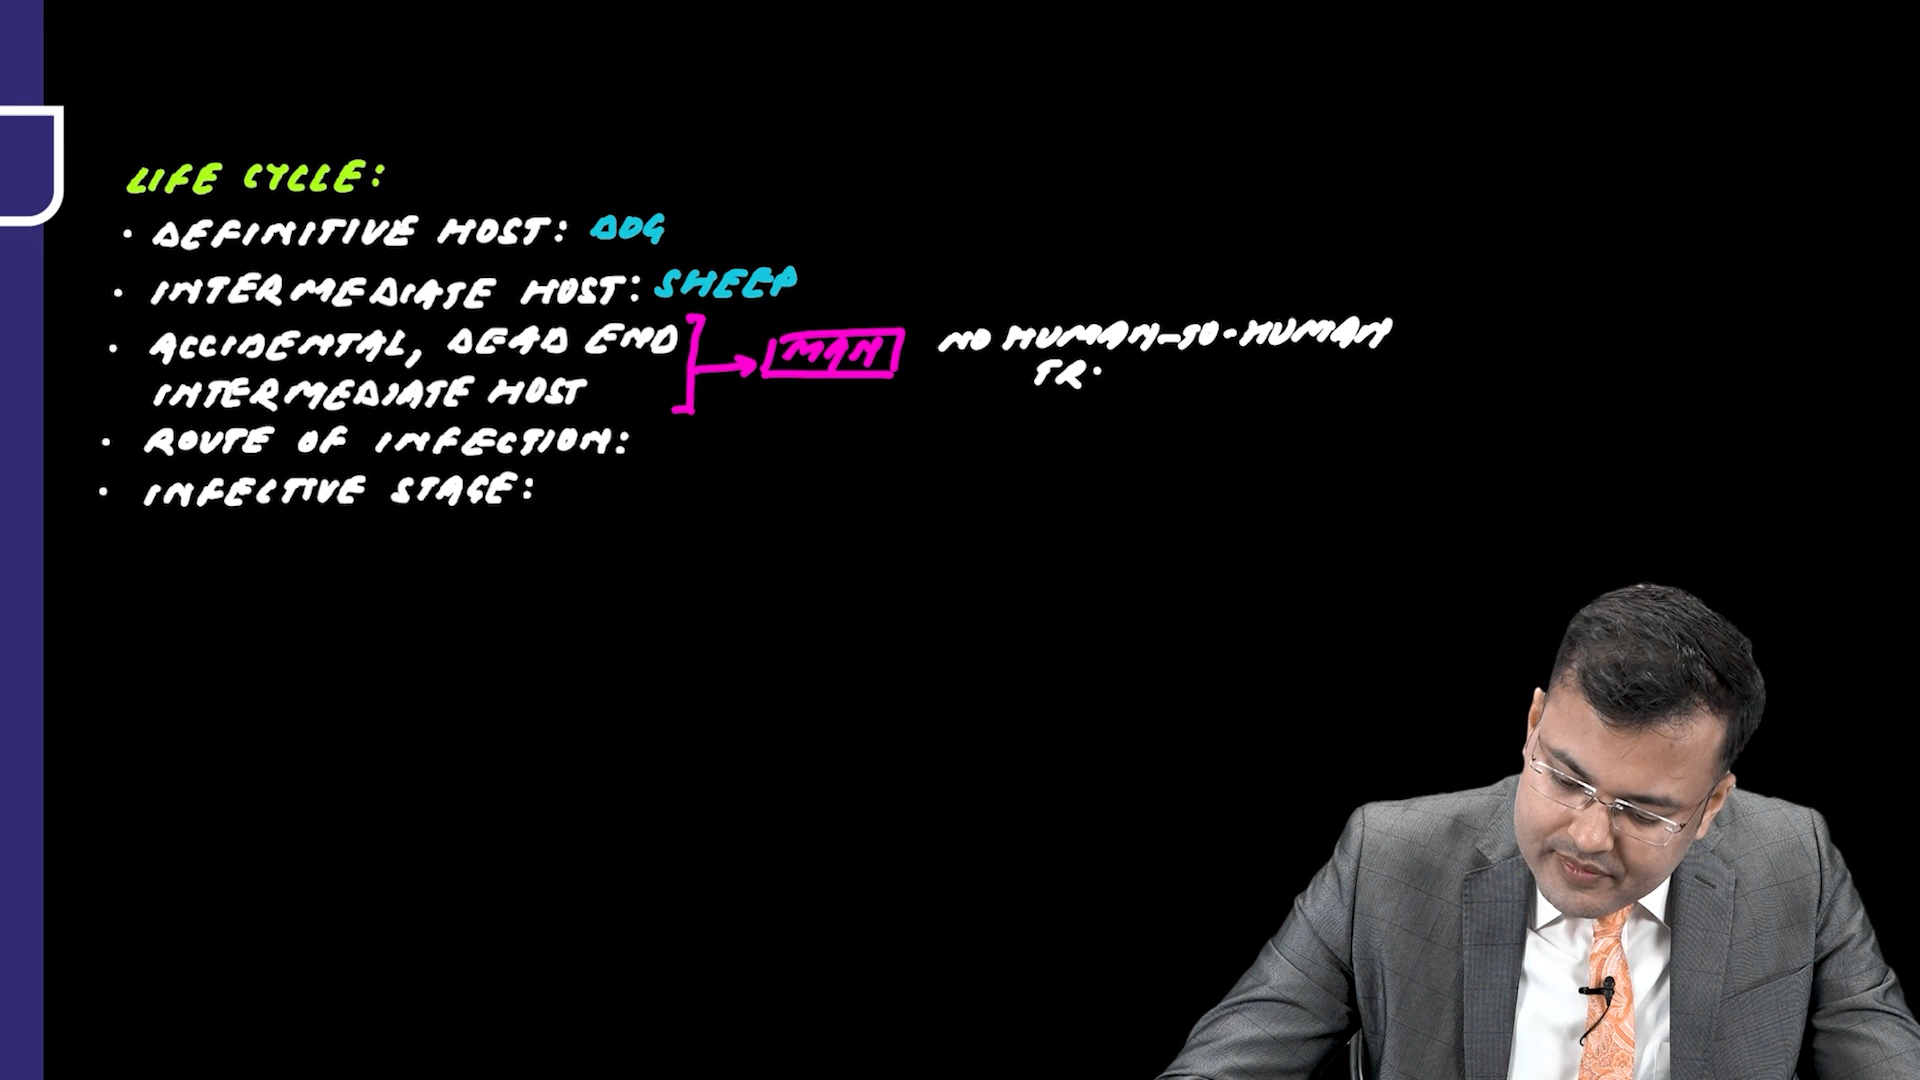 LIFE CYCLE:
• DEFINITIVE HOST: DOG
• INTERMEDIATE HOST: SHEEP
• ACCIDENTAL, DEAD END
INTERMEDIATE HOST
MAN
NO HUMAN-TO-HUMAN
TR.
• ROUTE OF INFECTION:
• INFECTIVE STAGE: